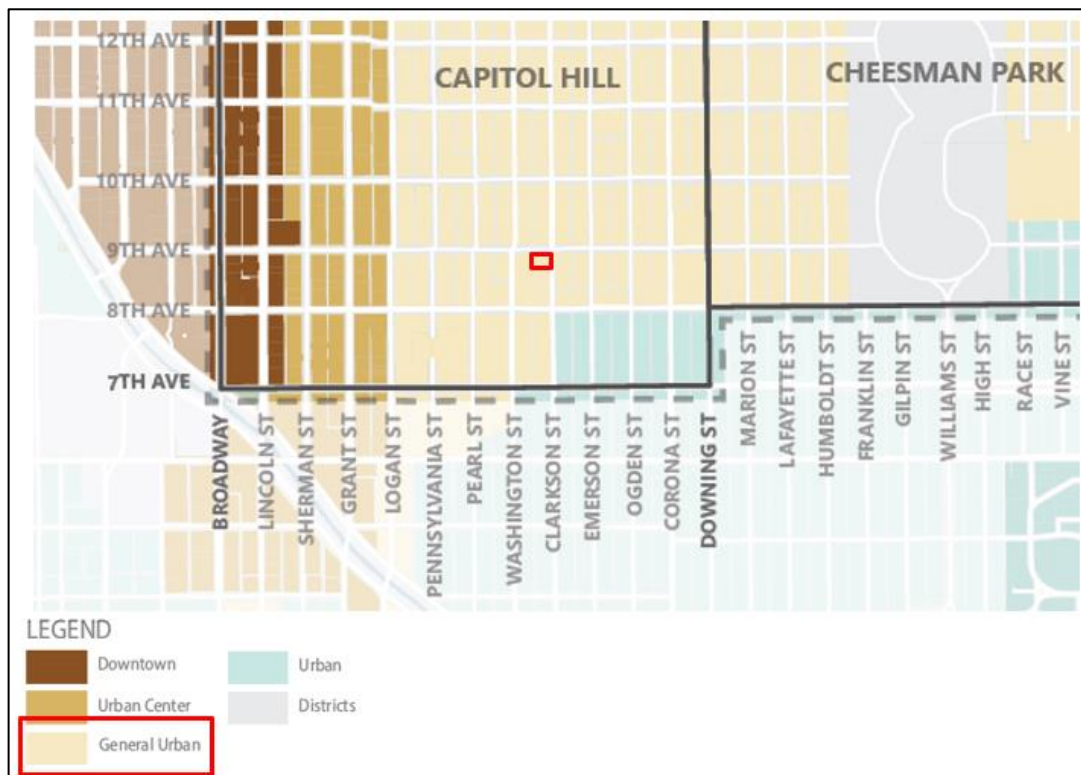 12TH AVE
CAPITOL HILL
CHEESMAN PARK
11TH AVE
10TH AVE
9TH AVE
8TH AVE
7TH AVE
BROADWAY
LINCOLN ST
SHERMAN ST
GRANT ST
LOGAN ST
PENNSYLVANIA ST
PEARL ST
WASHINGTON ST
CLARKSON ST
EMERSON ST
OGDEN ST
CORONA ST
DOWNING ST
MARION ST
LAFAYETTE ST
HUMBOLDT ST
FRANKLIN ST
GILPIN ST
WILLIAMS ST
HIGH ST
RACE ST
VINE ST
LEGEND
Downtown
Urban
Urban Center
Districts
General Urban